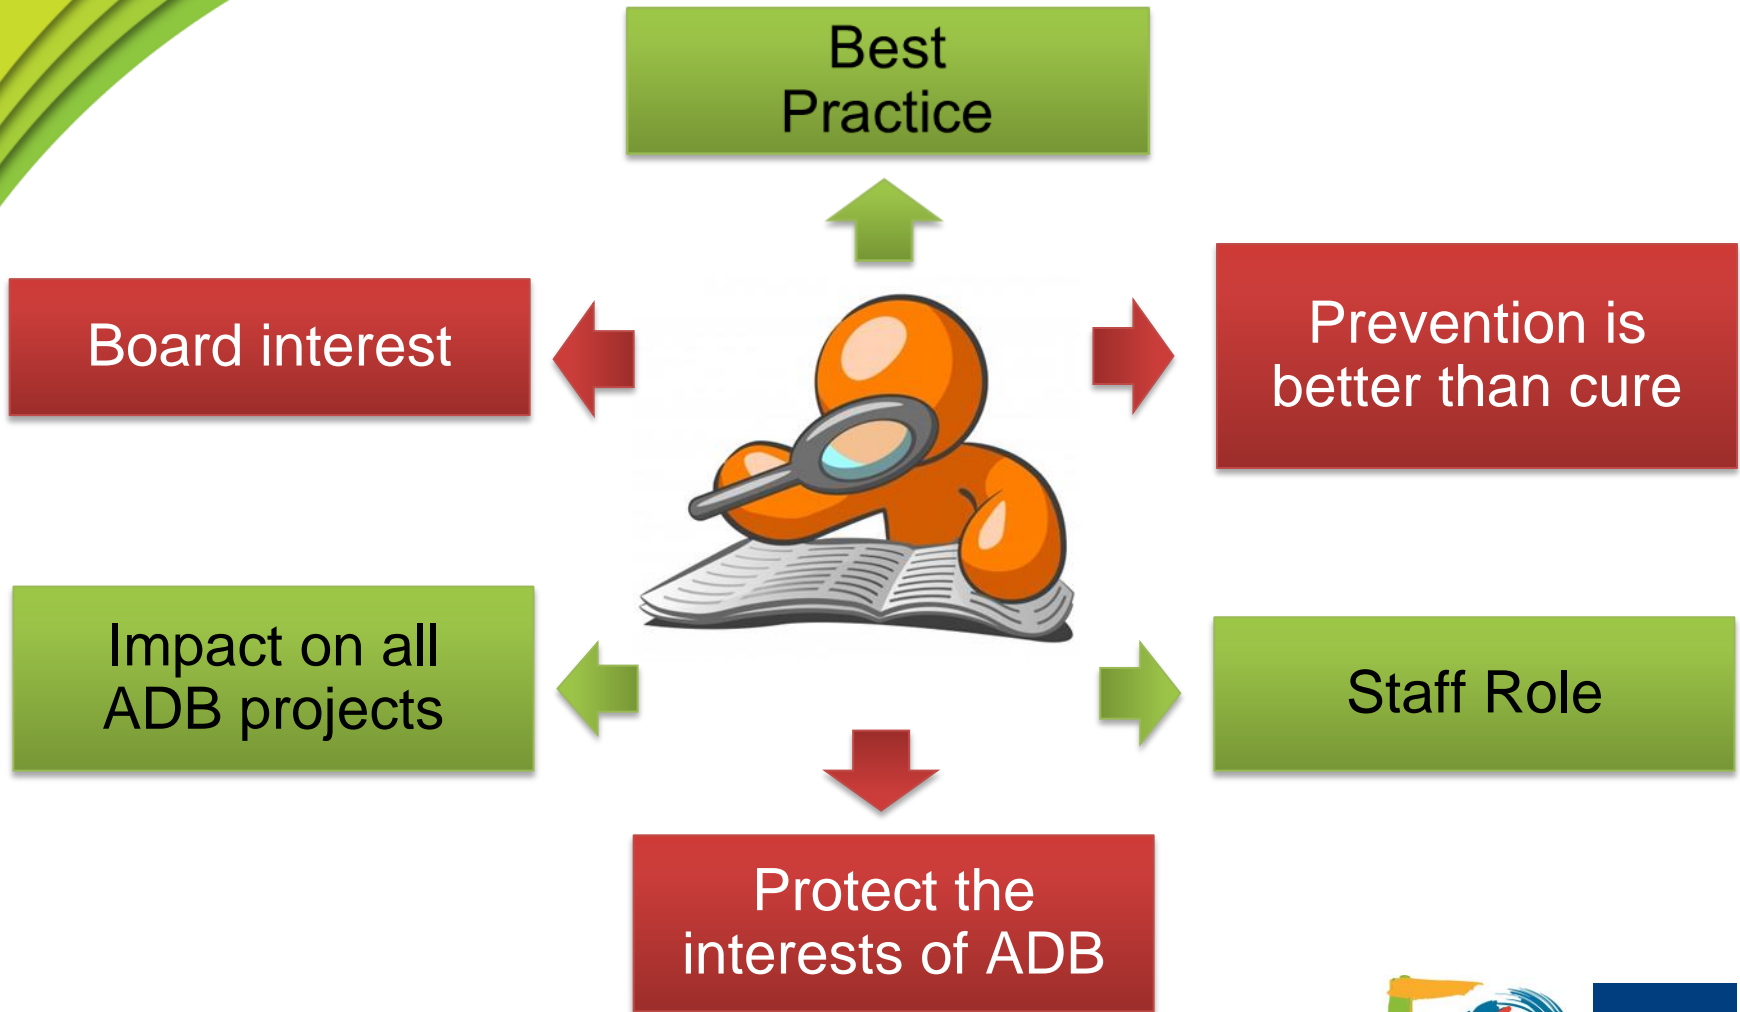 Best
Practice
Board interest
Prevention is
better than cure
Impact on all
ADB projects
Staff Role
Protect the
interests of ADB